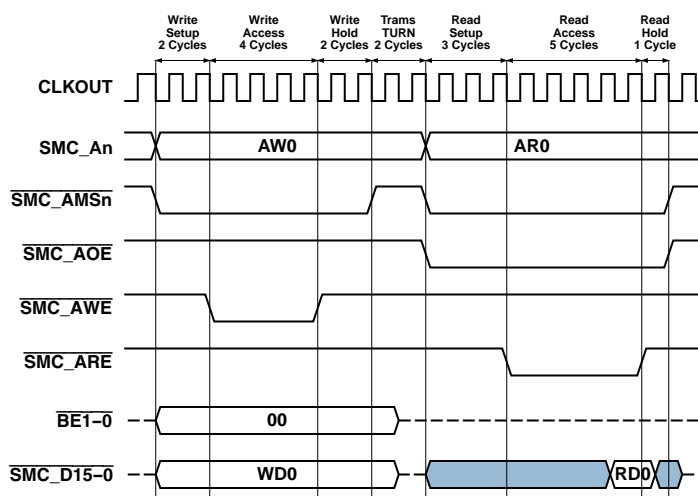 Write Setup 2 Cycles
Write Access 4 Cycles
Write Hold 2 Cycles
Trams TURN 2 Cycles
Read Setup 3 Cycles
Read Access 5 Cycles
Read Hold 1 Cycle
CLKOUT
SMC_An AW0 AR0
SMC_AMSn
SMC_AOE
SMC_AWE
SMC_ARE
BE1-0 00
SMC_D15-0 WD0 RD0